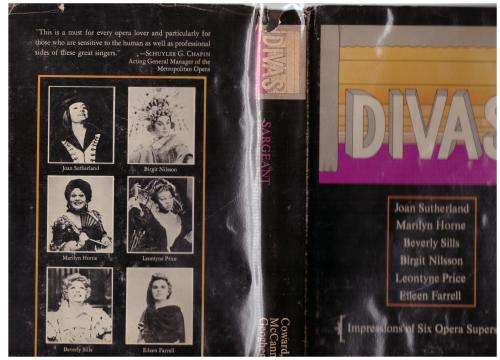 "This is a must for every opera lover and particularly for
those who are sensitive to the human as well as professional
sides of these great singers." —SCHUYLER G. CHAPIN
Acting General Manager of the
Metropolitan Opera
Joan Sutherland
Birgit Nilsson
Marilyn Horne
Leontyne Price
Beverly Sills
Eileen Farrell
DIVAS
SARGEANT
Coward,
McCann
DIVAS
Joan Sutherland
Marilyn Horne
Beverly Sills
Birgit Nilsson
Leontyne Price
Eileen Farrell
Impressions of Six Opera Supers